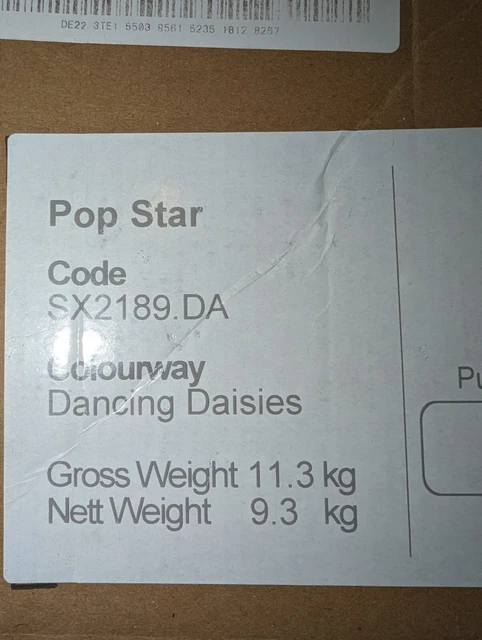 DE22 3TE1 5503 8561 5235 1B12 8257
Pop Star
Code
SX2189.DA
Colourway
Dancing Daisies
Gross Weight 11.3 kg
Nett Weight 9.3 kg